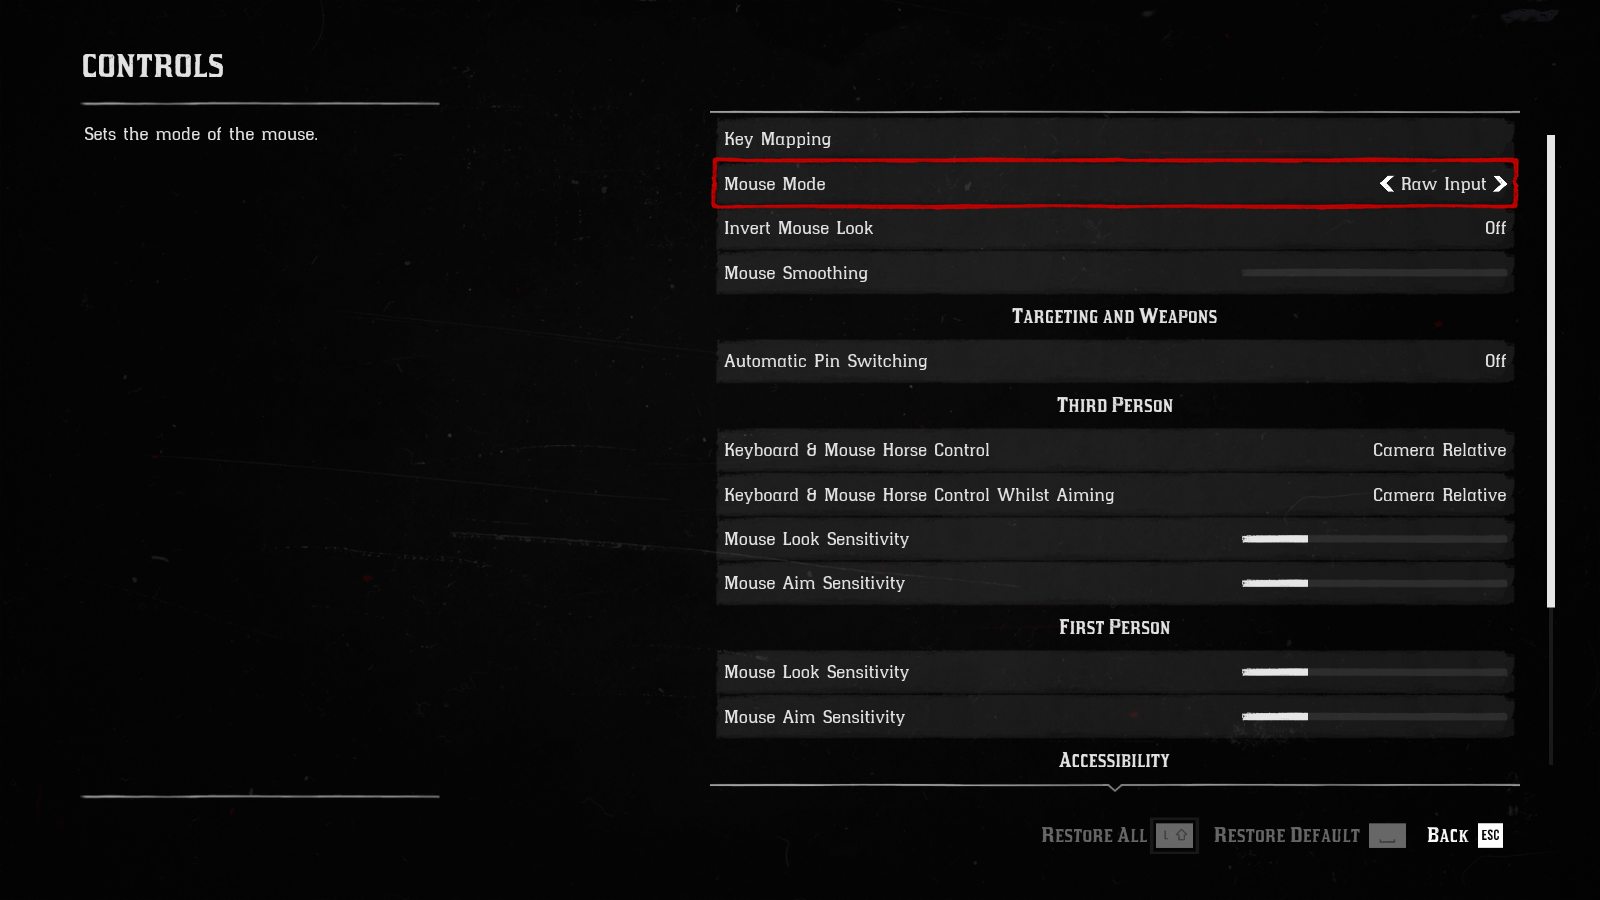 CONTROLS
Sets the mode of the mouse.
Key Mapping
Mouse Mode Raw Input
Invert Mouse Look Off
Mouse Smoothing
TARGETING AND WEAPONS
Automatic Pin Switching Off
THIRD PERSON
Keyboard & Mouse Horse Control Camera Relative
Keyboard & Mouse Horse Control Whilst Aiming Camera Relative
Mouse Look Sensitivity
Mouse Aim Sensitivity
FIRST PERSON
Mouse Look Sensitivity
Mouse Aim Sensitivity
ACCESSIBILITY
RESTORE ALL L ⇧ RESTORE DEFAULT BACK ESC